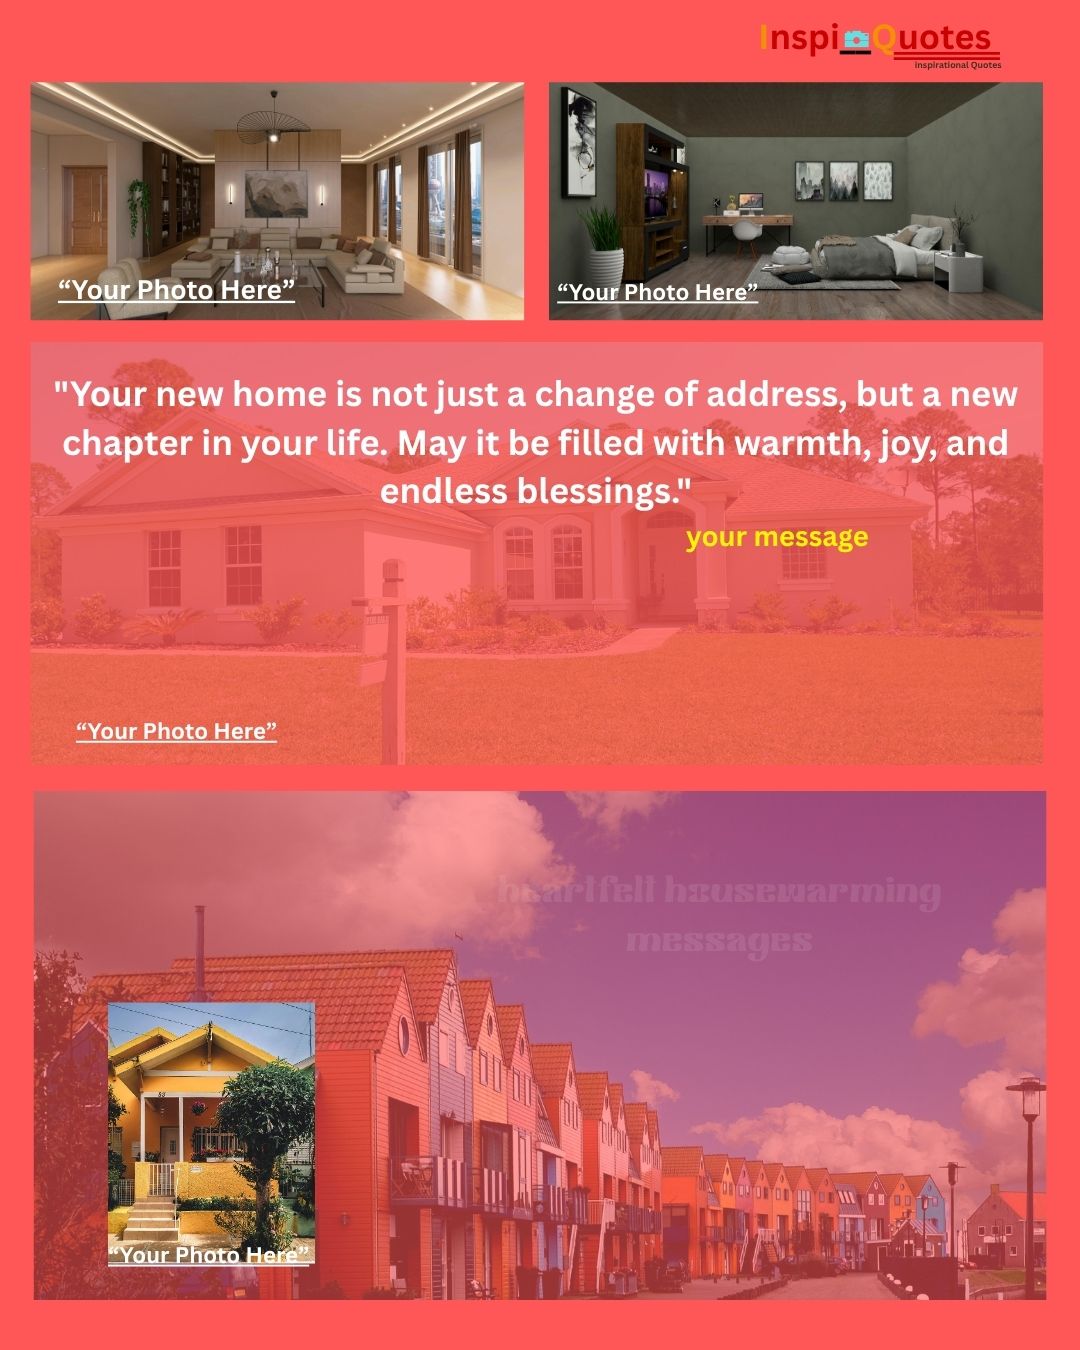 InspiQuotes
inspirational Quotes
“Your Photo Here”
“Your Photo Here”
"Your new home is not just a change of address, but a new
chapter in your life. May it be filled with warmth, joy, and
endless blessings."
your message
“Your Photo Here”
heartfelt housewarming
messages
53
“Your Photo Here”